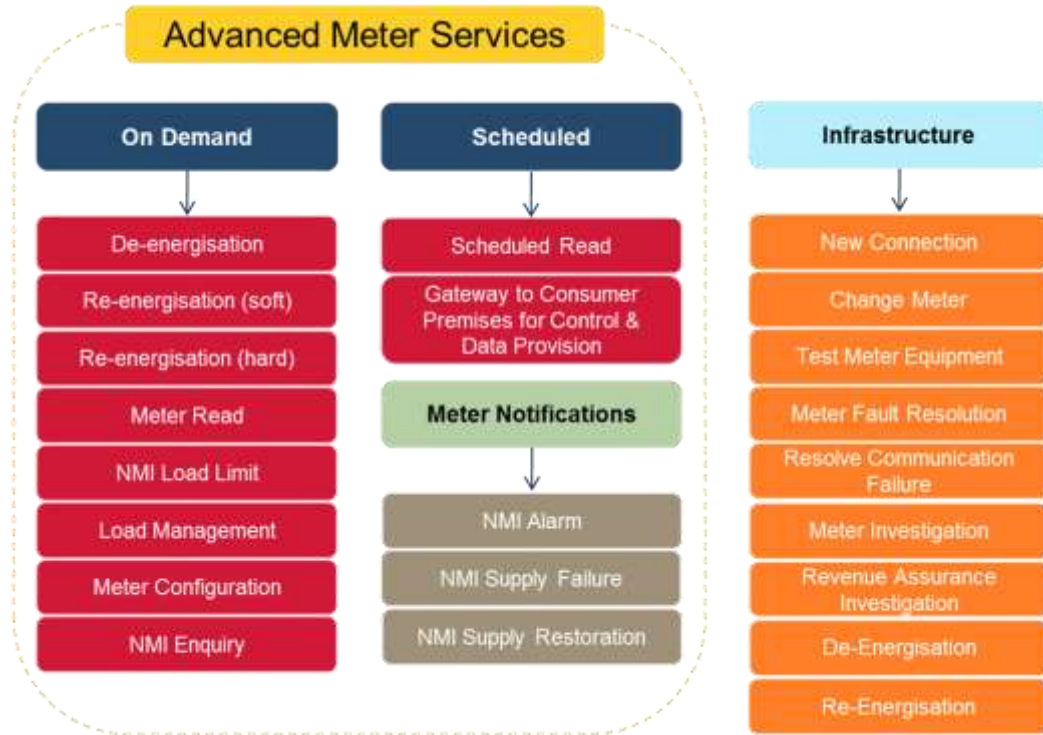 Advanced Meter Services
On Demand
De-energisation
Re-energisation (soft)
Re-energisation (hard)
Meter Read
NMI Load Limit
Load Management
Meter Configuration
NMI Enquiry
Scheduled
Scheduled Read
Gateway to Consumer
Premises for Control &
Data Provision
Meter Notifications
NMI Alarm
NMI Supply Failure
NMI Supply Restoration
Infrastructure
New Connection
Change Meter
Test Meter Equipment
Meter Fault Resolution
Resolve Communication
Failure
Meter Investigation
Revenue Assurance
Investigation
De-Energisation
Re-Energisation